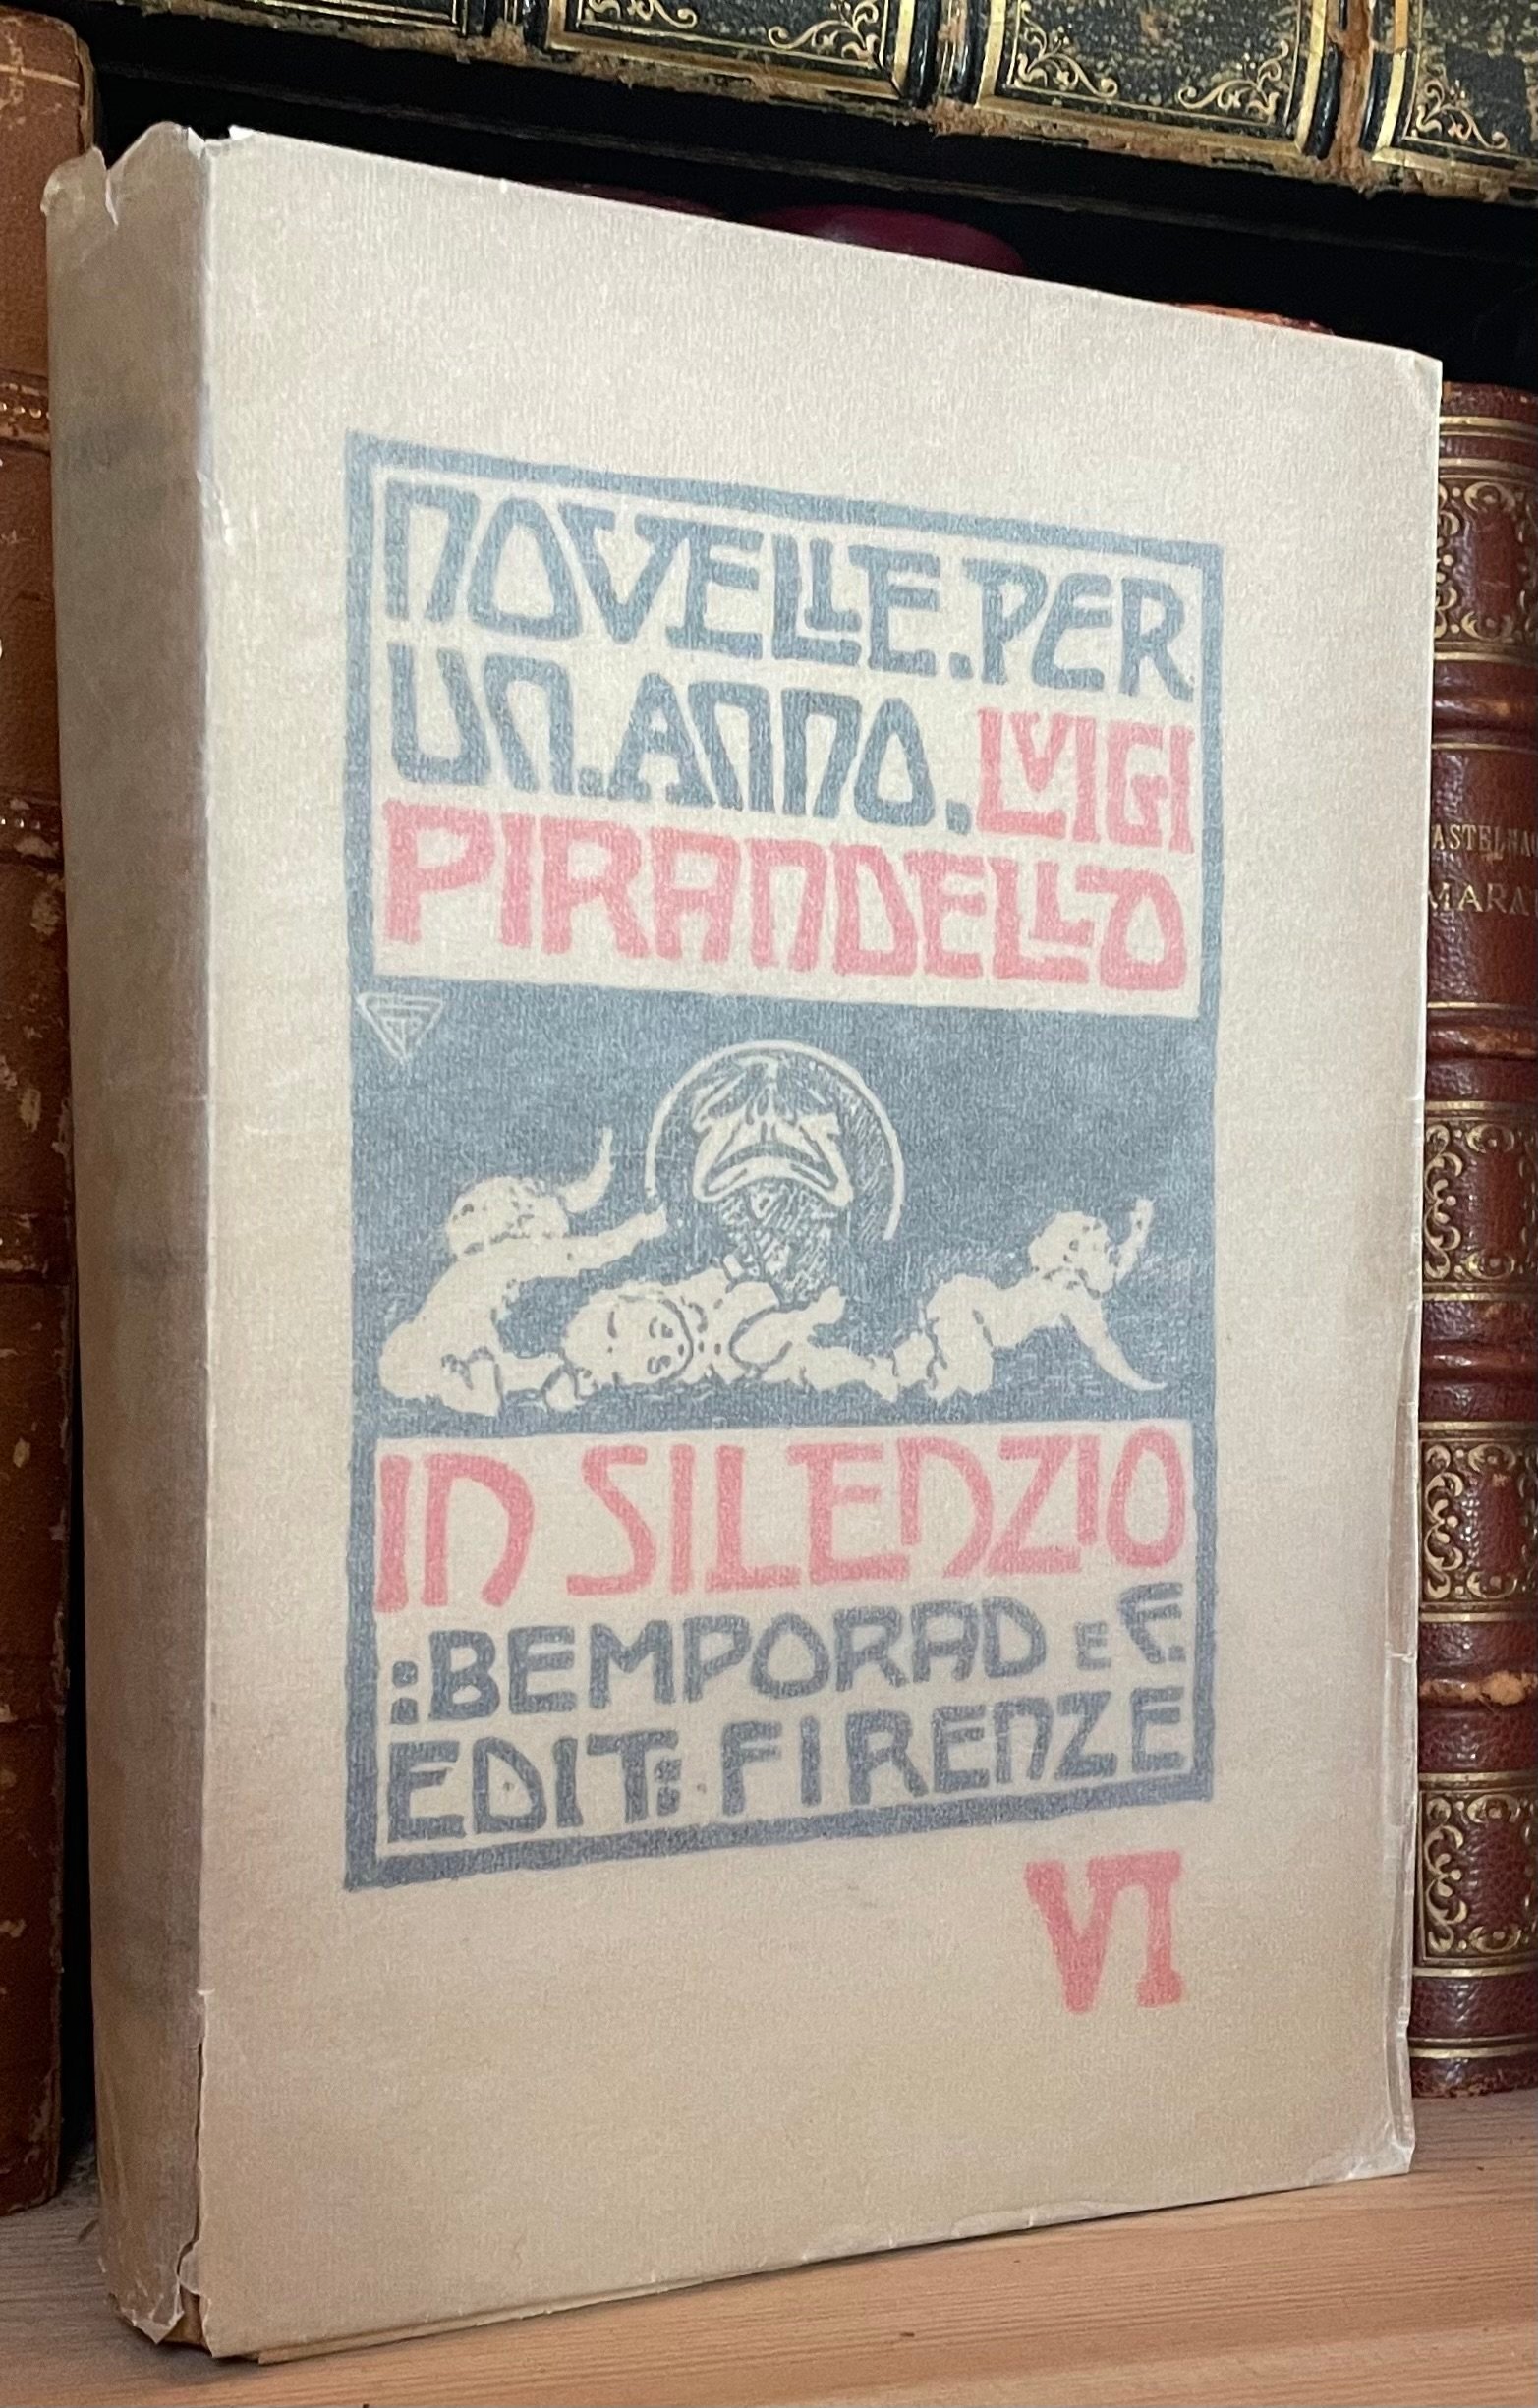 NOVELLE.PER
UN.ANNO.LUIGI
PIRANDELLO
IN SILENZIO
:BEMPORAD E F.
EDIT: FIRENZE
VI